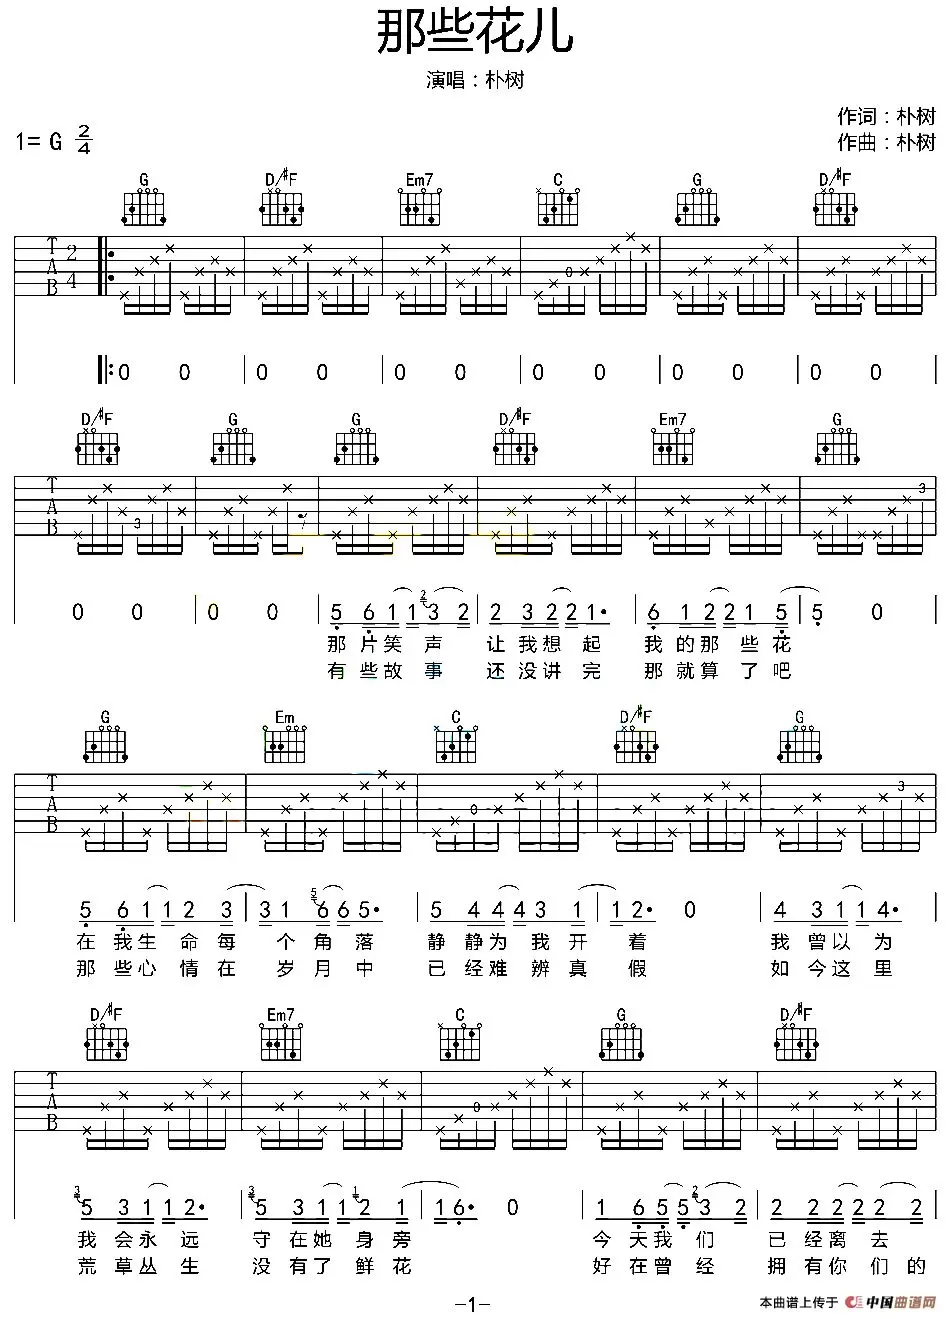 那些花儿
演唱：朴树
作词：朴树
1= G 2/4
作曲：朴树
G D/#F Em7 C G D/#F
T A B 2 4 0
0 0 0 0 0 0 0 0 0 0 0 0
D/#F G G D/#F Em7 G
T A B 3 3
0 0 0 0 5 6 1 1 2 3 2 2 3 2 2 1· 6 1 2 2 1 5 5 0
那片笑声 让我想起 我的那些花
有些故事 还没讲完 那就算了吧
G Em C D/#F G
T A B 0 3
5 6 1 1 2 3 3 1 5 6 6 5· 5 4 4 4 3 1 1 2· 0 4 3 1 1 4·
在我生命每个角落 静静为我开着 我曾以为
那些心情在岁月中 已经难辨真假 如今这里
D/#F Em7 C G D/#F
T A B 0
3 5 3 1 1 2· 3 5 3 1 1 1 2 1 1 6· 0 1 6 5 5 3 2 2 2 2 2 2 2
我会永远 守在她身旁 今天我们 已经离去
荒草丛生 没有了鲜花 好在曾经 拥有你们的
-1-
本曲谱上传于 中国曲谱网